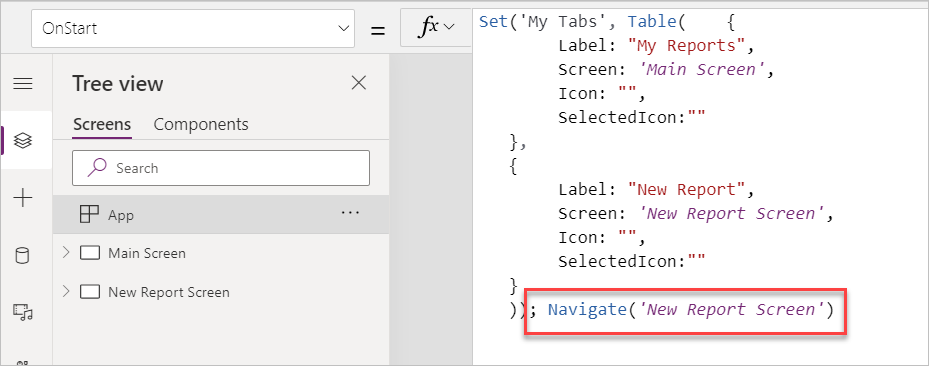 OnStart
=
fx
Set('My Tabs', Table(    {
Label: "My Reports",
Screen: 'Main Screen',
Icon: "",
SelectedIcon:""
},
{
Label: "New Report",
Screen: 'New Report Screen',
Icon: "",
SelectedIcon:""
}
)); Navigate('New Report Screen')
Tree view
Screens
Components
Search
App
...
Main Screen
New Report Screen